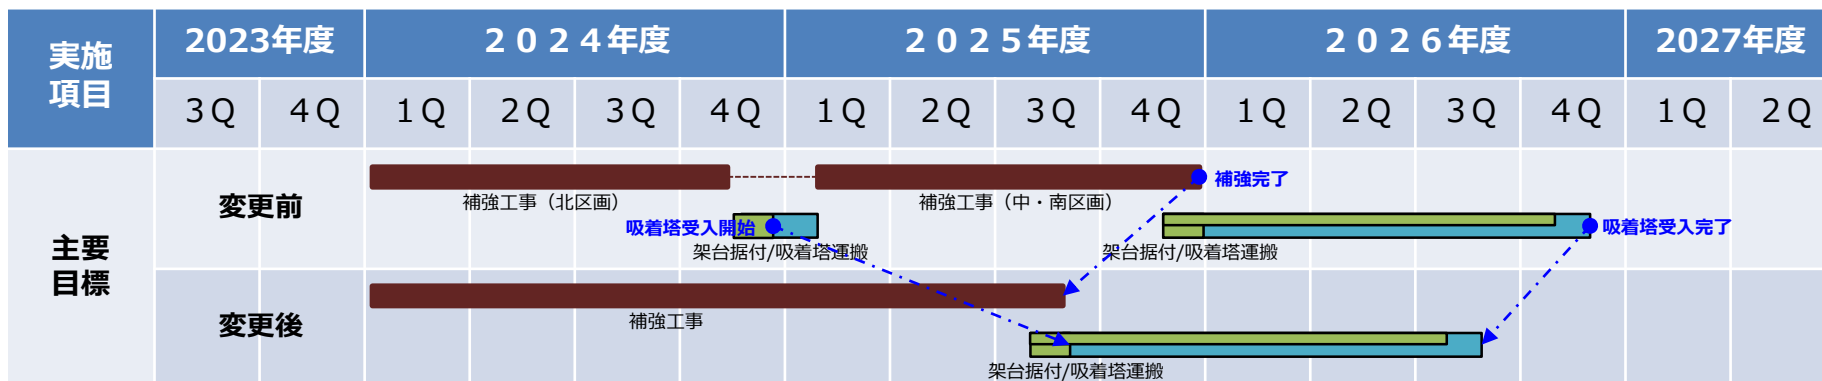 実施
項目
2023年度
２０２４年度
２０２５年度
２０２６年度
2027年度
３Q
４Q
１Q
２Q
３Q
４Q
１Q
２Q
３Q
４Q
１Q
２Q
３Q
４Q
１Q
２Q
主要
目標
変更前
補強工事（北区画）
補強工事（中・南区画）
補強完了
吸着塔受入開始
架台据付/吸着塔運搬
架台据付/吸着塔運搬
吸着塔受入完了
変更後
補強工事
架台据付/吸着塔運搬